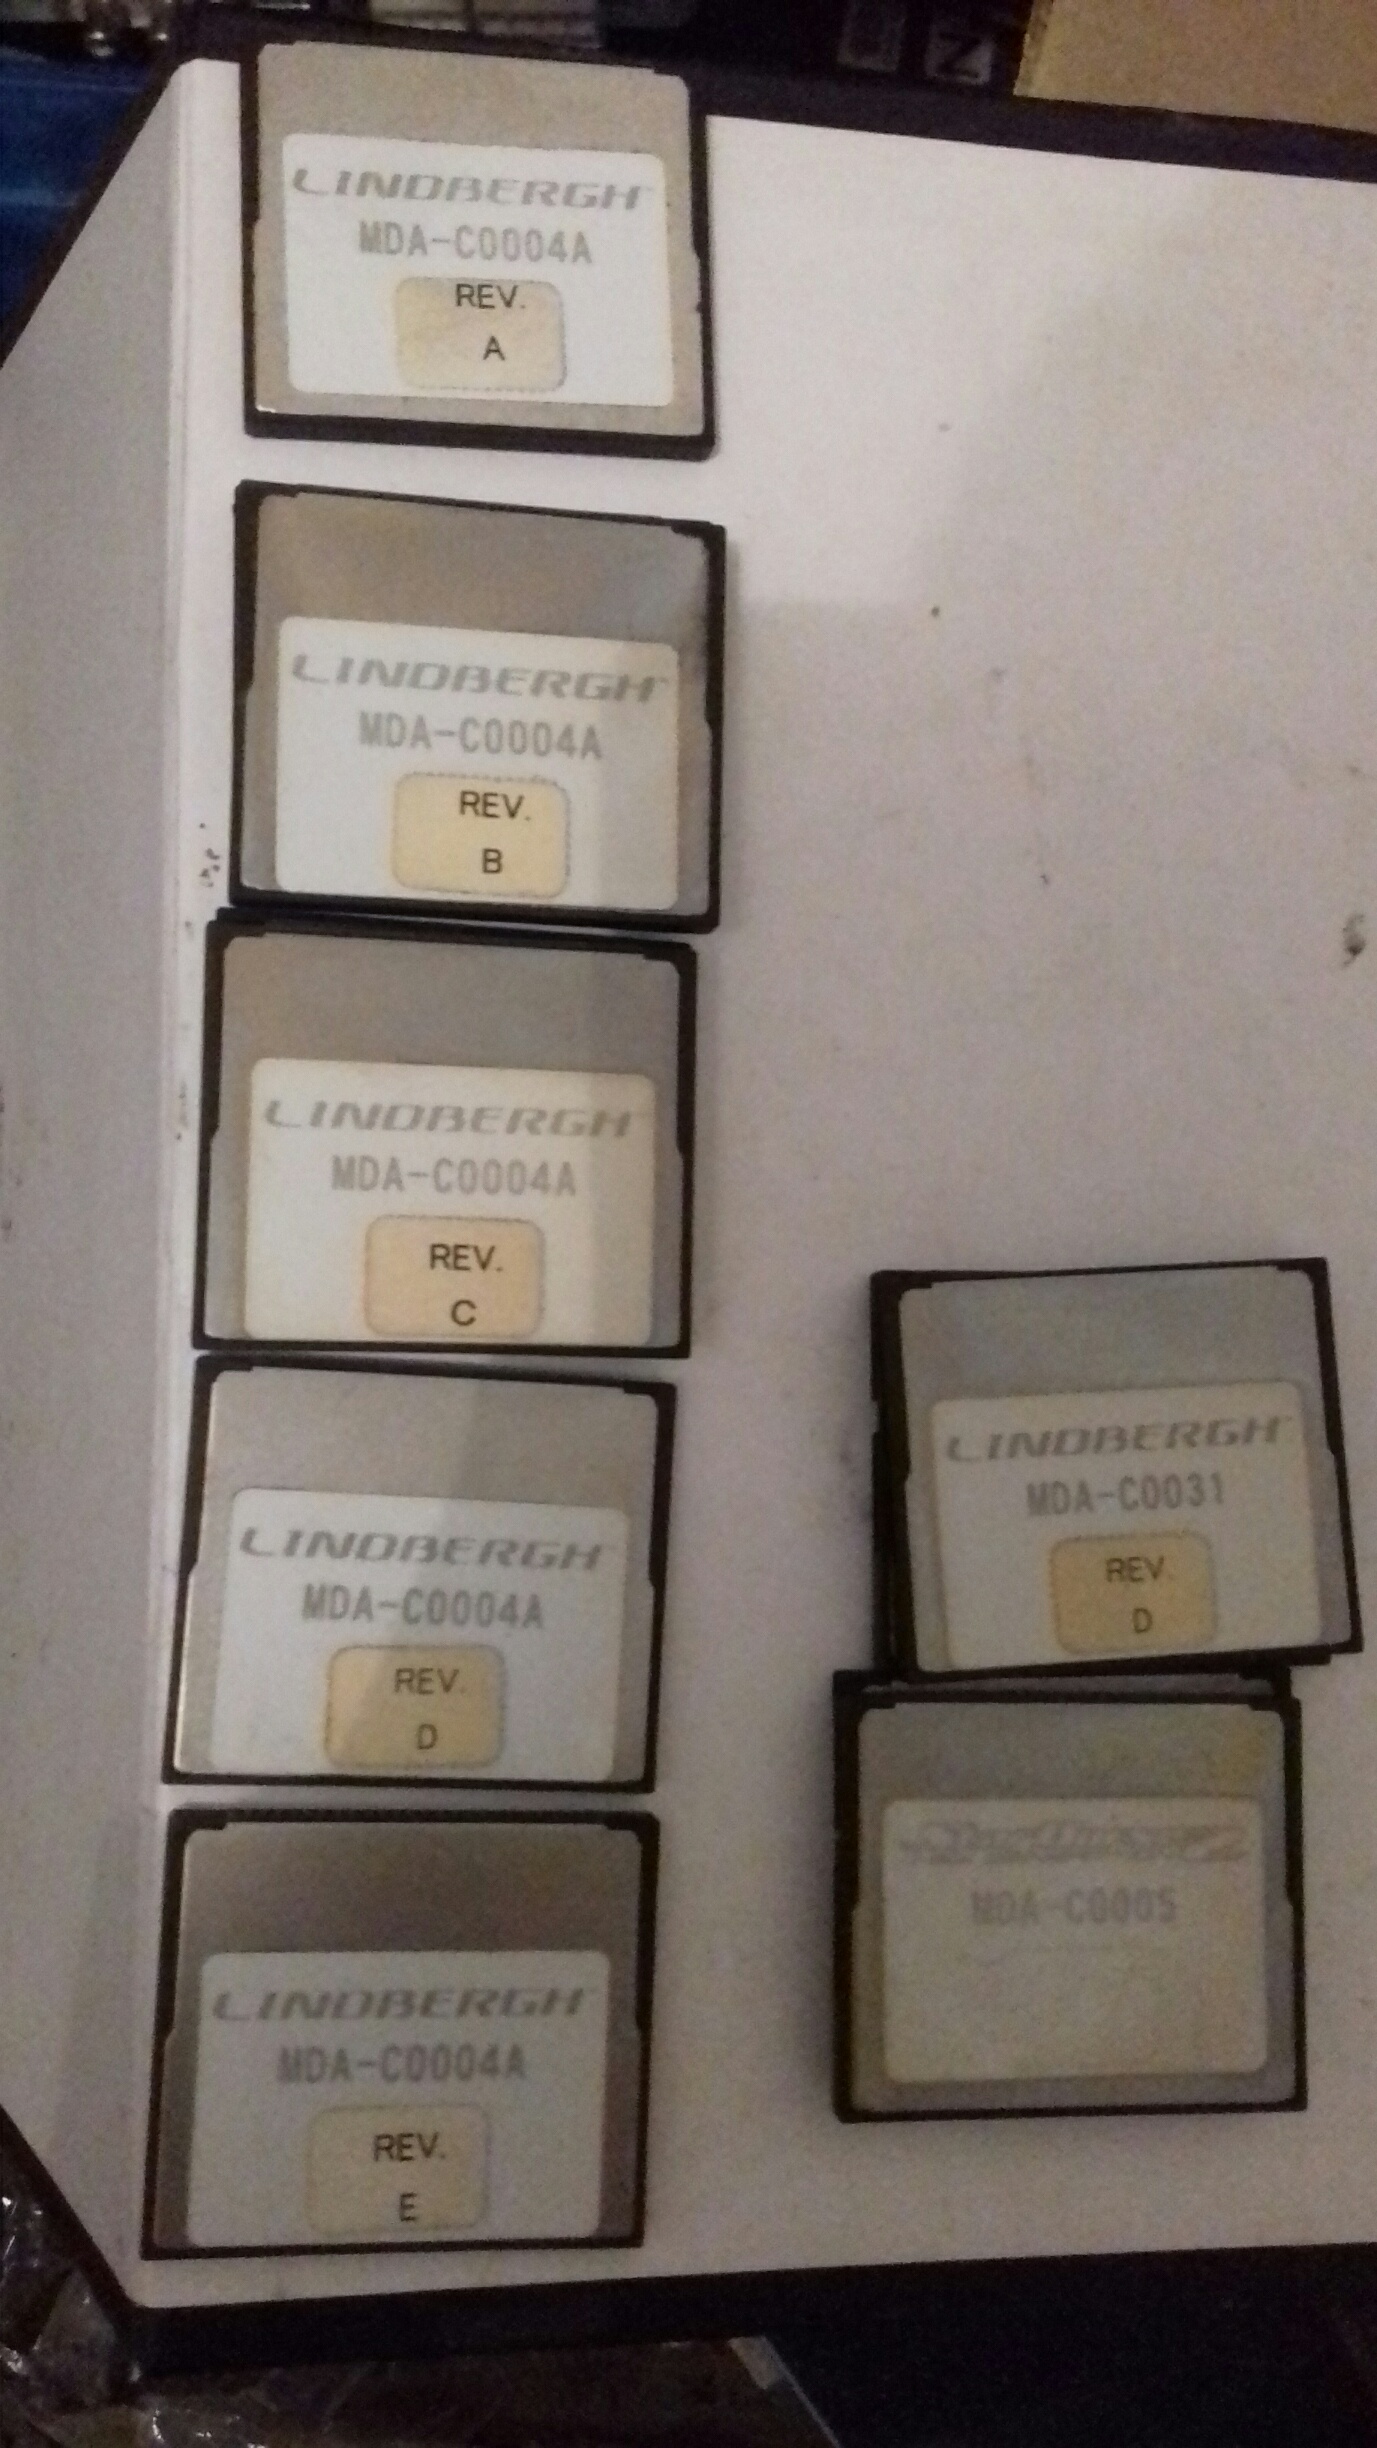 LINDBERGH
MDA-C0004A
REV.
A
LINDBERGH
MDA-C0004A
REV.
B
LINDBERGH
MDA-C0004A
REV.
C
LINDBERGH
MDA-C0004A
REV.
D
LINDBERGH
MDA-C0004A
REV.
E
LINDBERGH
MDA-C0031
REV.
D
MDA-C0005